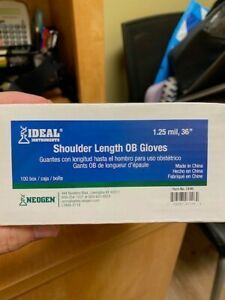 IDEAL
INSTRUMENTS
1.25 mil, 36"
Shoulder Length OB Gloves
Guantes con longitud hasta el hombro para uso obstétrico
Gants OB de longueur d'épaule
Made in China
Hecho en China
Fabriqué en Chine
100 box / caja / boîte
NEOGEN